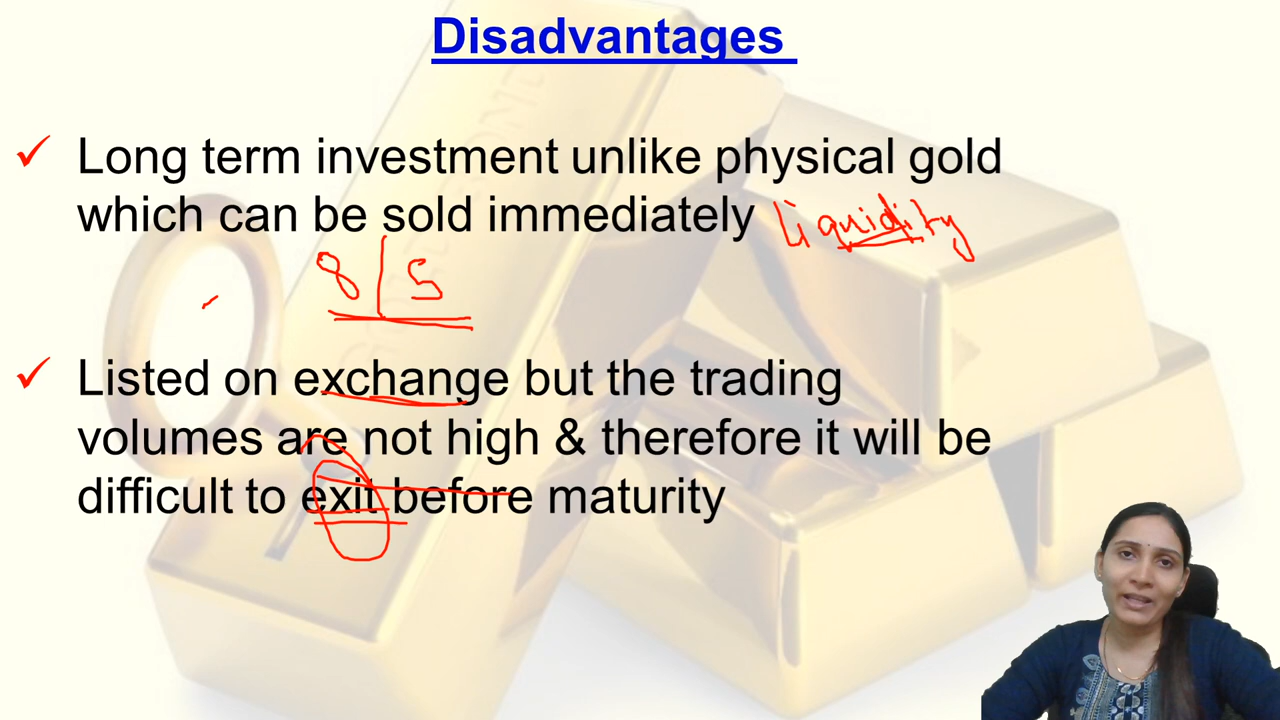 Disadvantages
✓ Long term investment unlike physical gold
which can be sold immediately liquidity
8 | 5
✓ Listed on exchange but the trading
volumes are not high & therefore it will be
difficult to exit before maturity